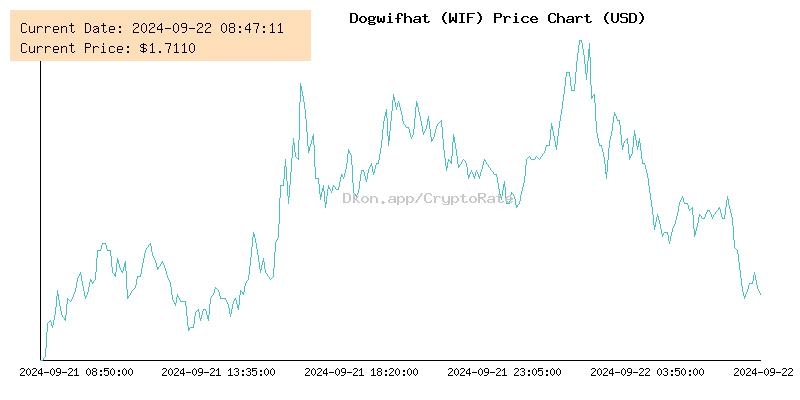 Dogwifhat (WIF) Price Chart (USD)
Current Date: 2024-09-22 08:47:11
Current Price: $1.7110
Dkon.app/CryptoRate
2024-09-21 08:50:00
2024-09-21 13:35:00
2024-09-21 18:20:00
2024-09-21 23:05:00
2024-09-22 03:50:00
2024-09-22